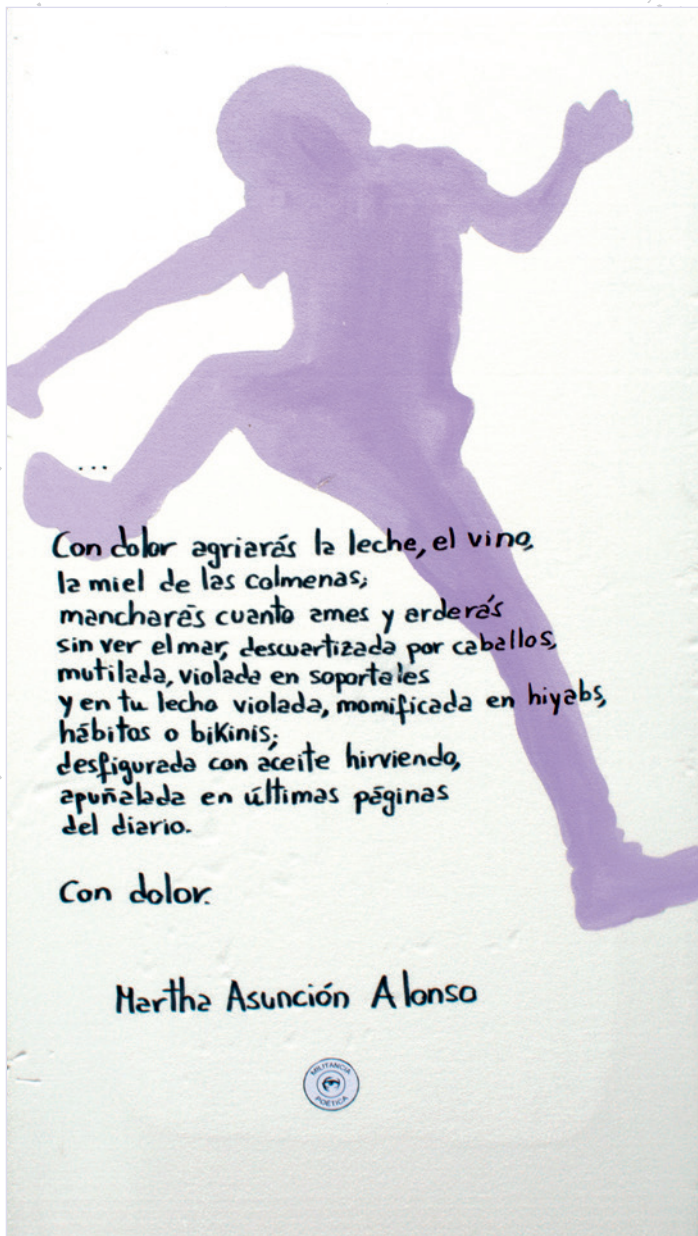 ...
Con dolor agriarás la leche, el vino,
la miel de las colmenas;
mancharás cuanto ames y arderás
sin ver el mar, descuartizada por caballos,
mutilada, violada en soportales
y en tu lecho violada, momificada en hiyabs,
hábitos o bikinis;
desfigurada con aceite hirviendo,
apuñalada en últimas páginas
del diario.
Con dolor.
Martha Asunción Alonso
MILITANCIA
POÉTICA